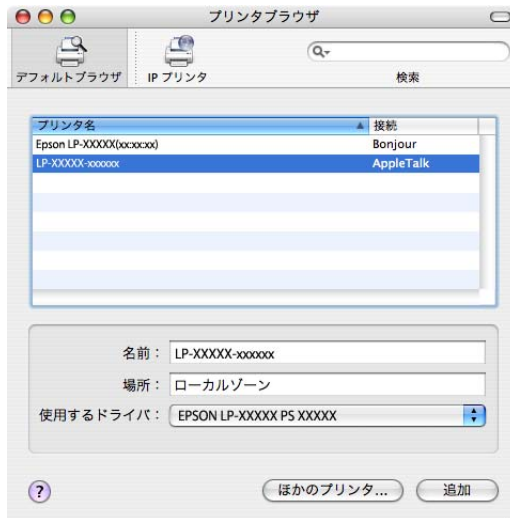 プリンタブラウザ
デフォルトブラウザ IP プリンタ 検索
プリンタ名 接続
Epson LP-XXXXX(xx:xx:xx) Bonjour
LP-XXXXX-xxxxxx AppleTalk
名前： LP-XXXXX-xxxxxx
場所： ローカルゾーン
使用するドライバ： EPSON LP-XXXXX PS XXXXX
? ほかのプリンタ... 追加